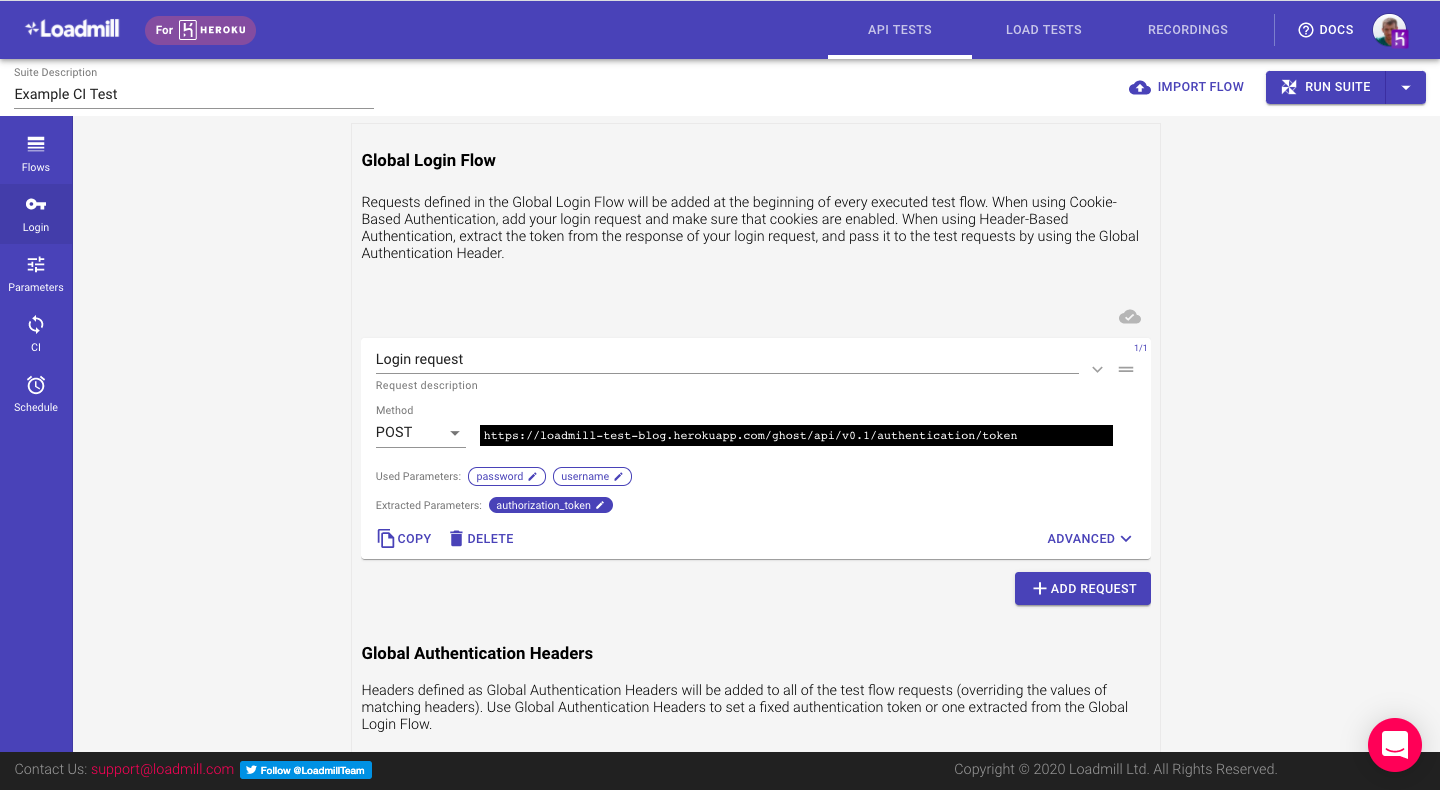 Loadmill
For HEROKU
API TESTS
LOAD TESTS
RECORDINGS
DOCS
Suite Description
Example CI Test
IMPORT FLOW
RUN SUITE
Flows
Login
Parameters
CI
Schedule
Global Login Flow
Requests defined in the Global Login Flow will be added at the beginning of every executed test flow. When using Cookie-
Based Authentication, add your login request and make sure that cookies are enabled. When using Header-Based
Authentication, extract the token from the response of your login request, and pass it to the test requests by using the Global
Authentication Header.
1/1
Login request
Request description
Method
POST
https://loadmill-test-blog.herokuapp.com/ghost/api/v0.1/authentication/token
Used Parameters: password username
Extracted Parameters: authorization_token
COPY DELETE ADVANCED
ADD REQUEST
Global Authentication Headers
Headers defined as Global Authentication Headers will be added to all of the test flow requests (overriding the values of
matching headers). Use Global Authentication Headers to set a fixed authentication token or one extracted from the Global
Login Flow.
Contact Us: support@loadmill.com Follow @LoadmillTeam
Copyright © 2020 Loadmill Ltd. All Rights Reserved.